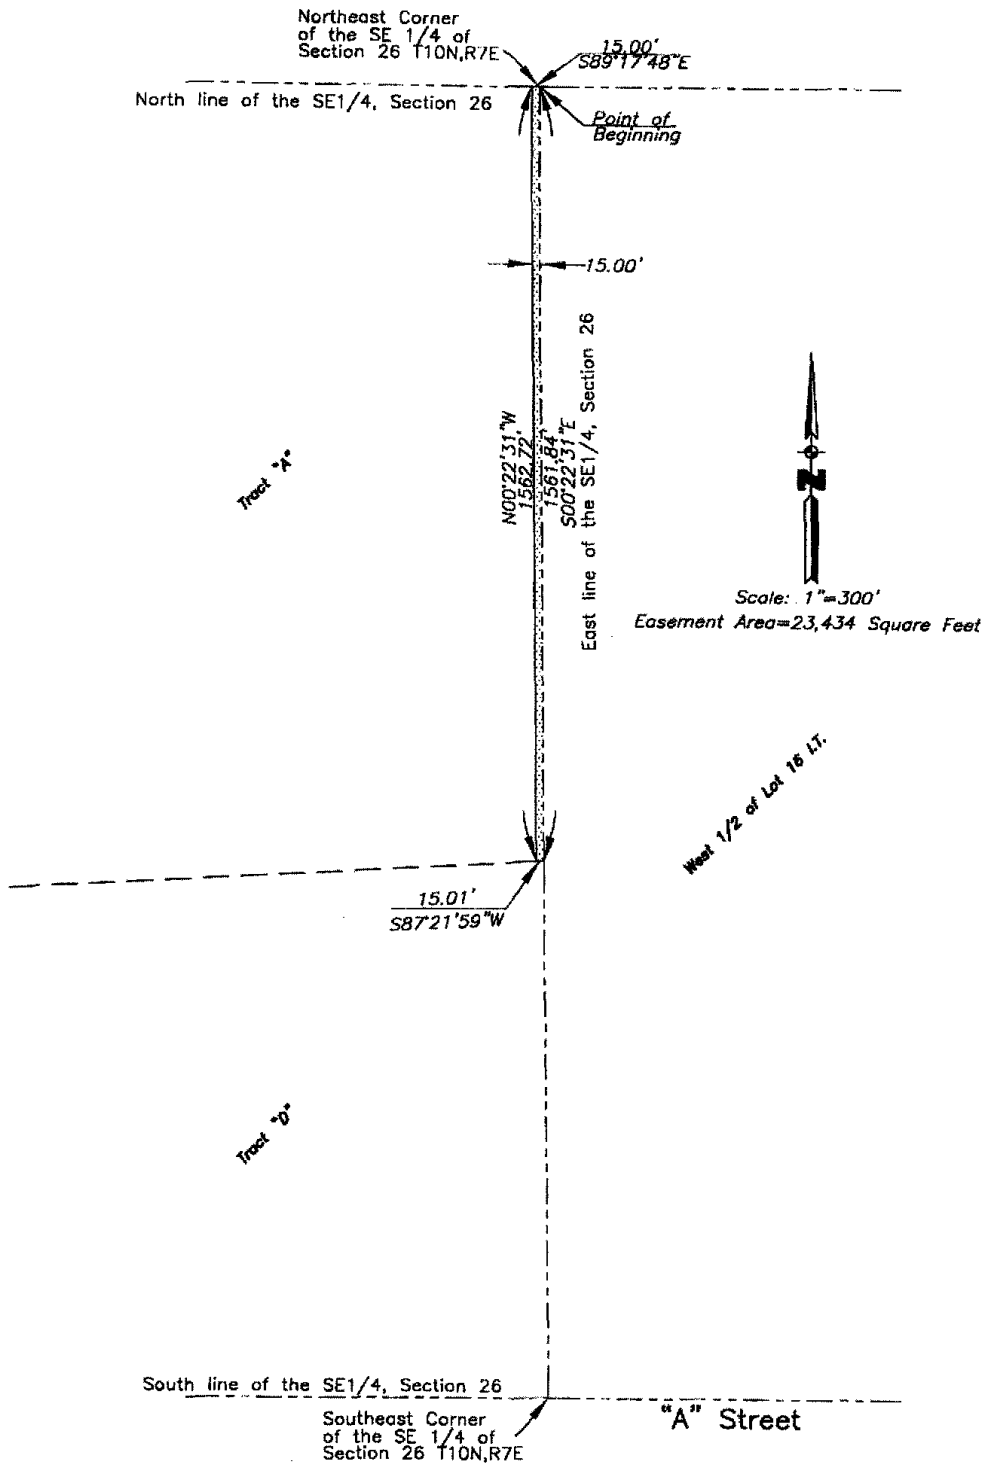 Northeast Corner
of the SE 1/4 of
Section 26 T10N,R7E
15.00'
S89°17'48"E
North line of the SE1/4, Section 26
Point of
Beginning
15.00'
N00°22'31"W
1562.72'
1561.84'
S00°22'31"E
East line of the SE1/4, Section 26
Tract "A"
N
Scale: 1"=300'
Easement Area=23,434 Square Feet
West 1/2 of Lot 16 I.T.
15.01'
S87°21'59"W
Tract "D"
South line of the SE1/4, Section 26
"A" Street
Southeast Corner
of the SE 1/4 of
Section 26 T10N,R7E